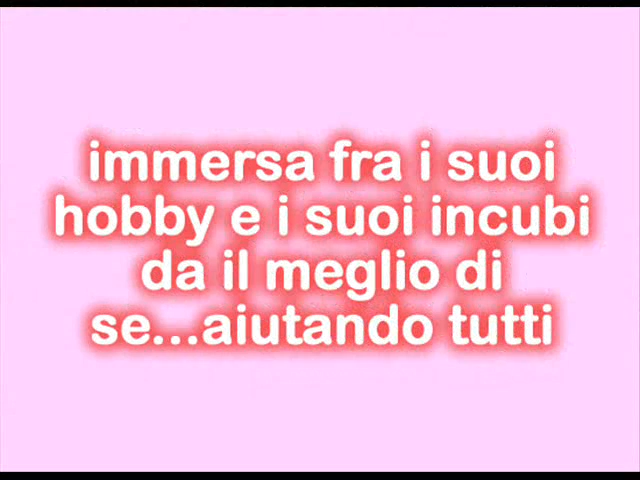 immersa fra i suoi
hobby e i suoi incubi
da il meglio di
se...aiutando tutti